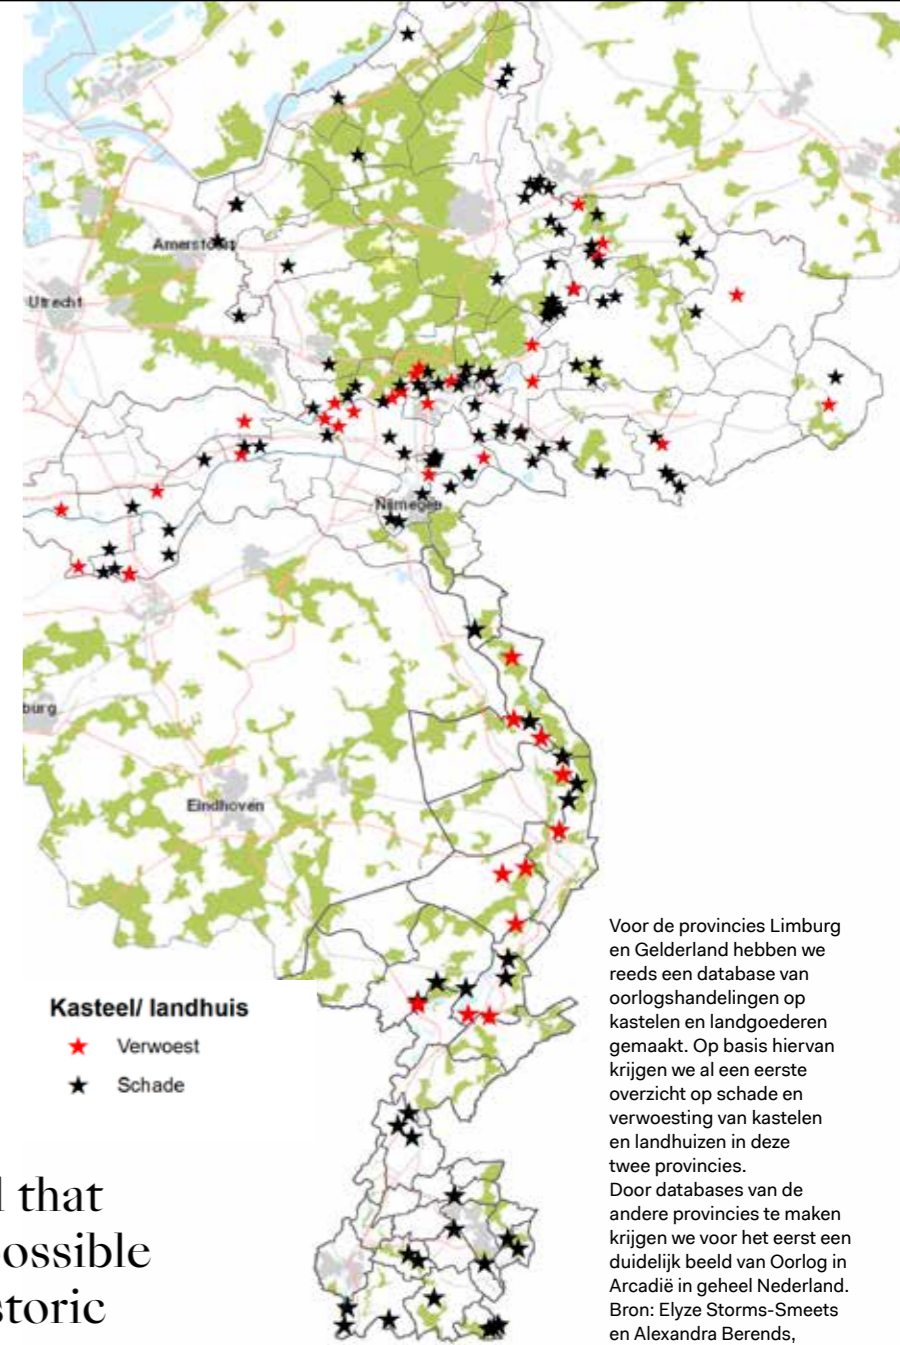 Amersfoort
Utrecht
Nijmegen
burg
Eindhoven
Kasteel/ landhuis
Verwoest
Schade
l that
ossible
storic
Voor de provincies Limburg
en Gelderland hebben we
reeds een database van
oorlogshandelingen op
kastelen en landgoederen
gemaakt. Op basis hiervan
krijgen we al een eerste
overzicht op schade en
verwoesting van kastelen
en landhuizen in deze
twee provincies.
Door databases van de
andere provincies te maken
krijgen we voor het eerst een
duidelijk beeld van Oorlog in
Arcadië in geheel Nederland.
Bron: Elyze Storms-Smeets
en Alexandra Berends,